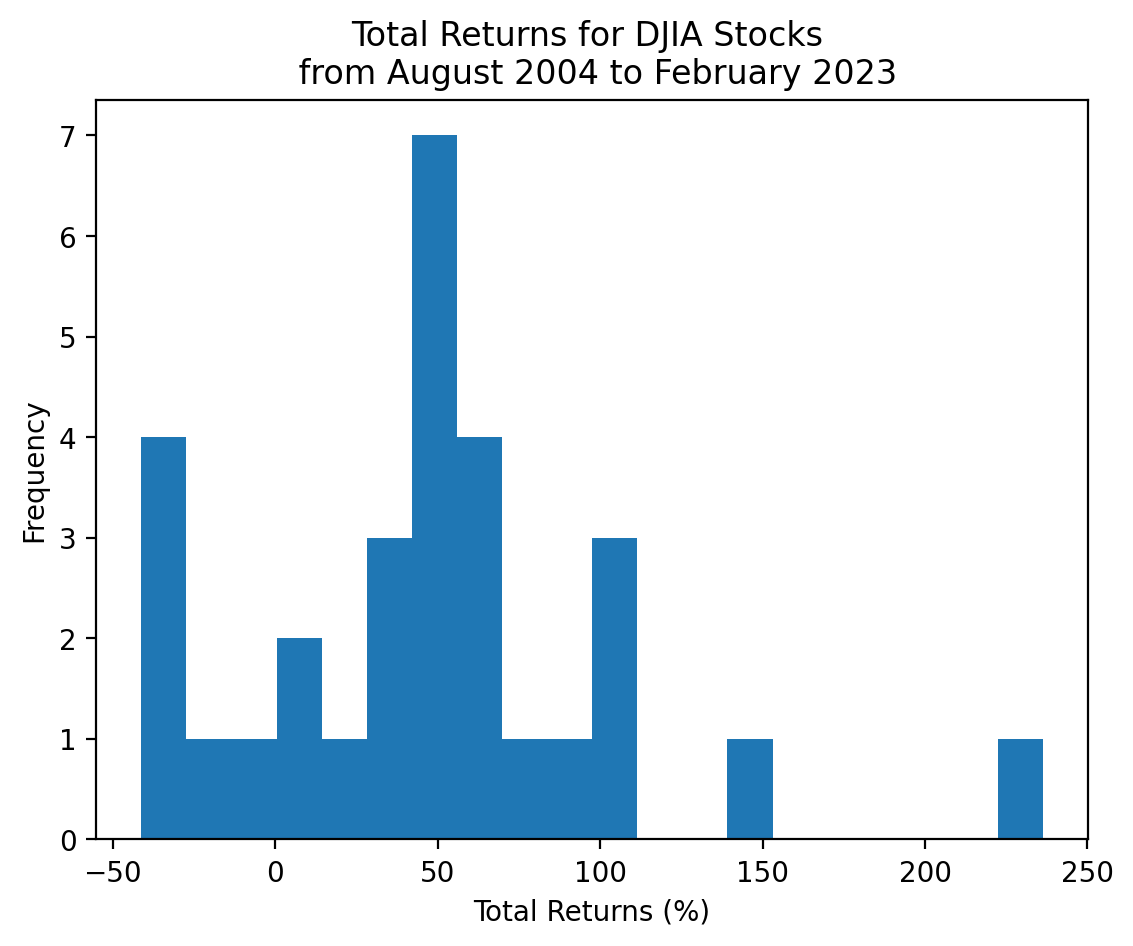 Total Returns for DJIA Stocks
from August 2004 to February 2023
7
6
5
4
3
2
1
0
Frequency
−50 0 50 100 150 200 250
Total Returns (%)